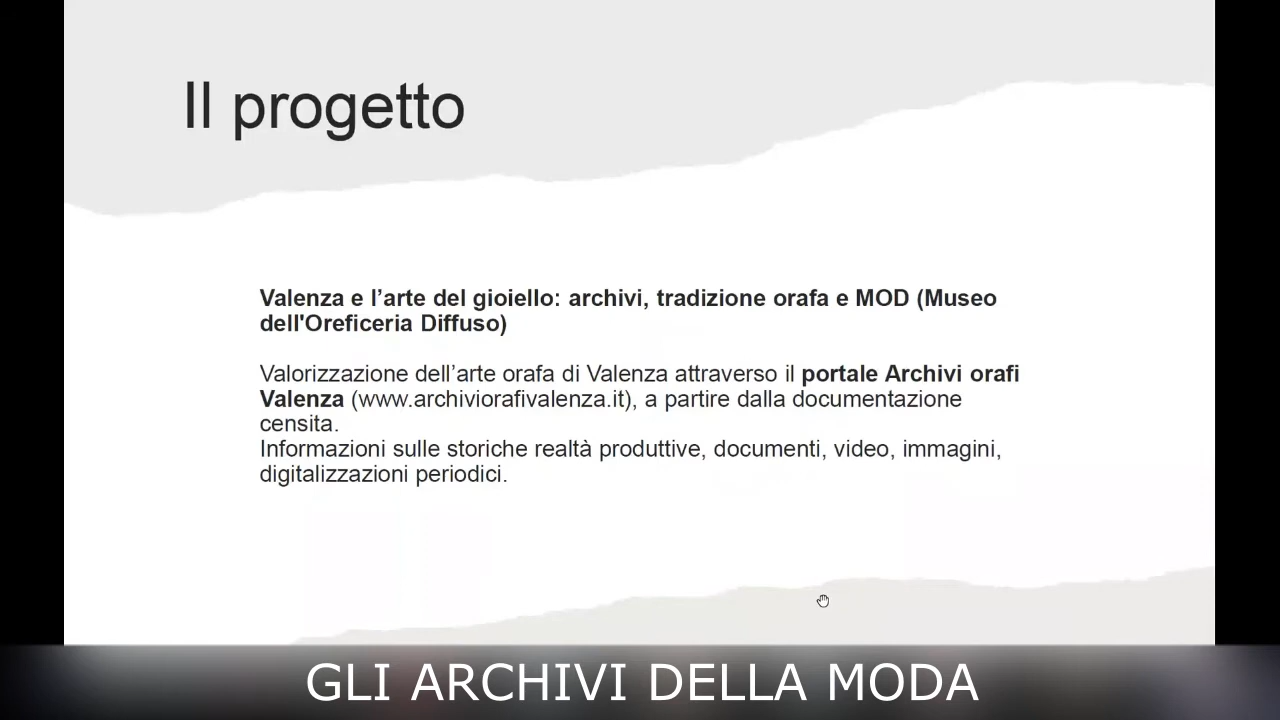 Il progetto
Valenza e l’arte del gioiello: archivi, tradizione orafa e MOD (Museo
dell'Oreficeria Diffuso)
Valorizzazione dell’arte orafa di Valenza attraverso il portale Archivi orafi
Valenza (www.archiviorafivalenza.it), a partire dalla documentazione
censita.
Informazioni sulle storiche realtà produttive, documenti, video, immagini,
digitalizzazioni periodici.
GLI ARCHIVI DELLA MODA